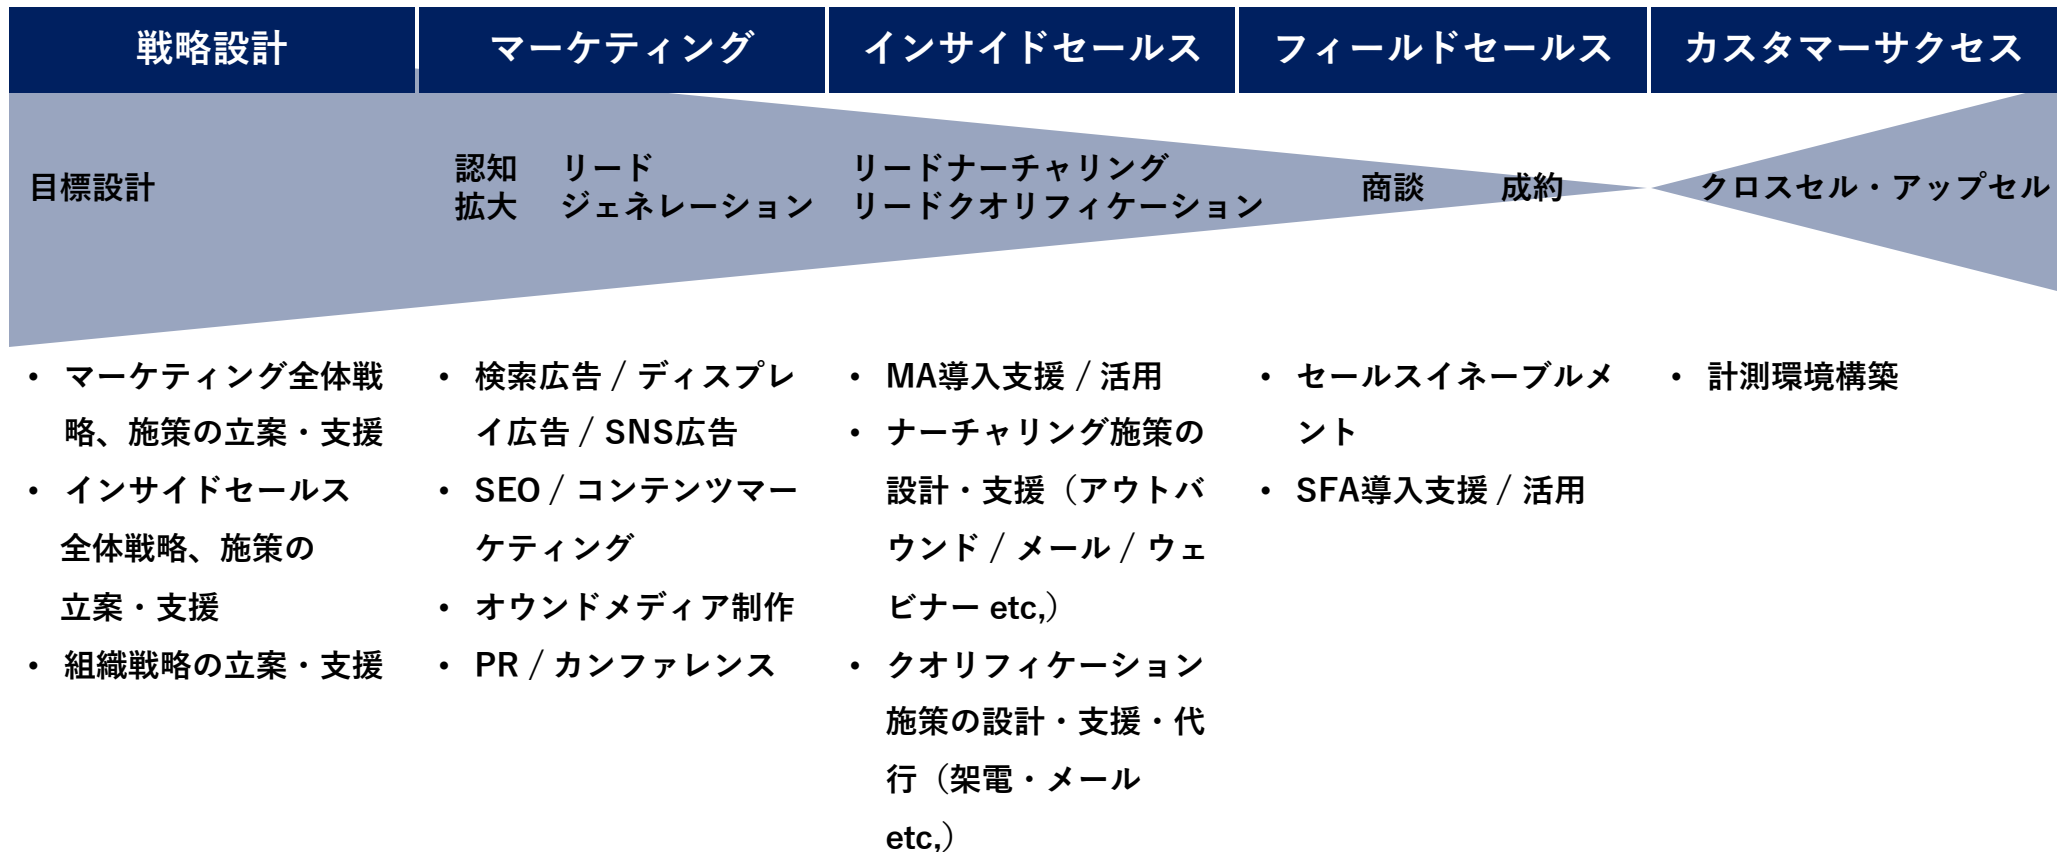 戦略設計
マーケティング
インサイドセールス
フィールドセールス
カスタマーサクセス
目標設計
認知
拡大
リード
ジェネレーション
リードナーチャリング
リードクオリフィケーション
商談
成約
クロスセル・アップセル
• マーケティング全体戦
略、施策の立案・支援
• インサイドセールス
全体戦略、施策の
立案・支援
• 組織戦略の立案・支援
• 検索広告 / ディスプレ
イ広告 / SNS広告
• SEO / コンテンツマー
ケティング
• オウンドメディア制作
• PR / カンファレンス
• MA導入支援 / 活用
• ナーチャリング施策の
設計・支援（アウトバ
ウンド / メール / ウェ
ビナー etc,）
• クオリフィケーション
施策の設計・支援・代
行（架電・メール
etc,）
• セールスイネーブルメ
ント
• SFA導入支援 / 活用
• 計測環境構築